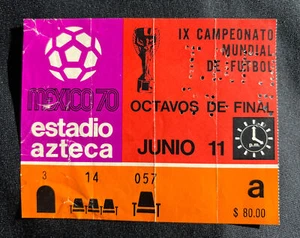 IX CAMPEONATO
MUNDIAL
DE FUTBOL
MEXICO 70
OCTAVOS DE FINAL
estadio
azteca
JUNIO 11
3 14 057
a
$ 80.00